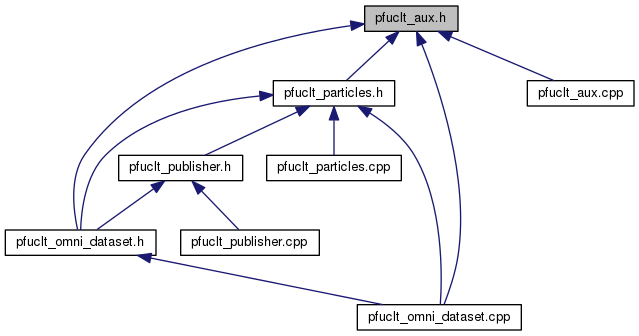 pfuclt_aux.h
pfuclt_particles.h
pfuclt_aux.cpp
pfuclt_publisher.h
pfuclt_particles.cpp
pfuclt_omni_dataset.h
pfuclt_publisher.cpp
pfuclt_omni_dataset.cpp